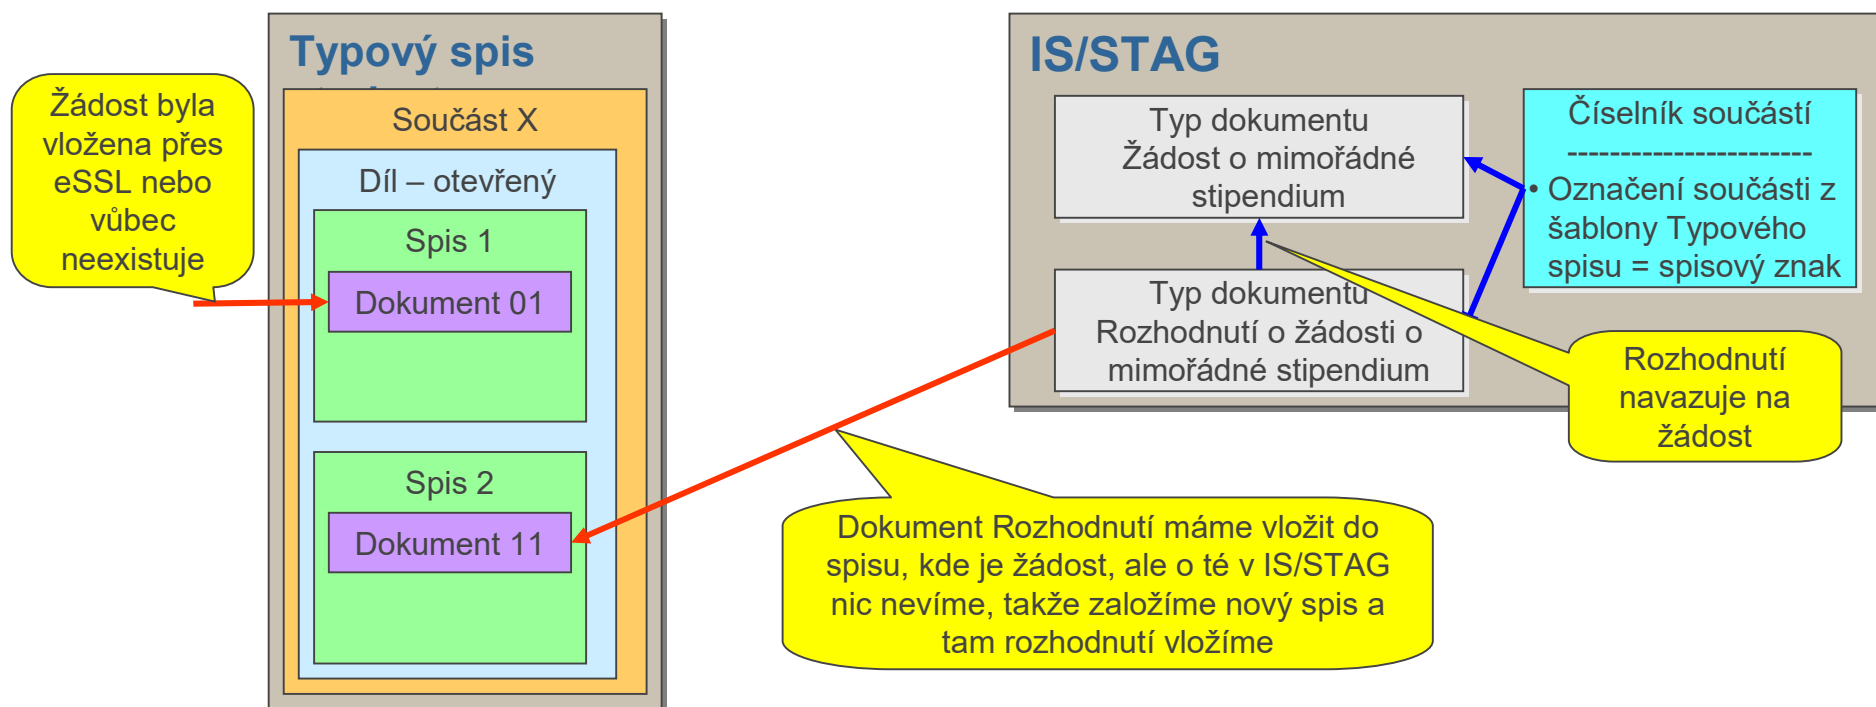 Typový spis
Žádost byla
vložena přes
eSSL nebo
vůbec
neexistuje
Součást X
Díl – otevřený
Spis 1
Dokument 01
Spis 2
Dokument 11
IS/STAG
Typ dokumentu
Žádost o mimořádné
stipendium
Typ dokumentu
Rozhodnutí o žádosti o
mimořádné stipendium
Číselník součástí
-----------------------
• Označení součásti z
šablony Typového
spisu = spisový znak
Rozhodnutí
navazuje na
žádost
Dokument Rozhodnutí máme vložit do
spisu, kde je žádost, ale o té v IS/STAG
nic nevíme, takže založíme nový spis a
tam rozhodnutí vložíme